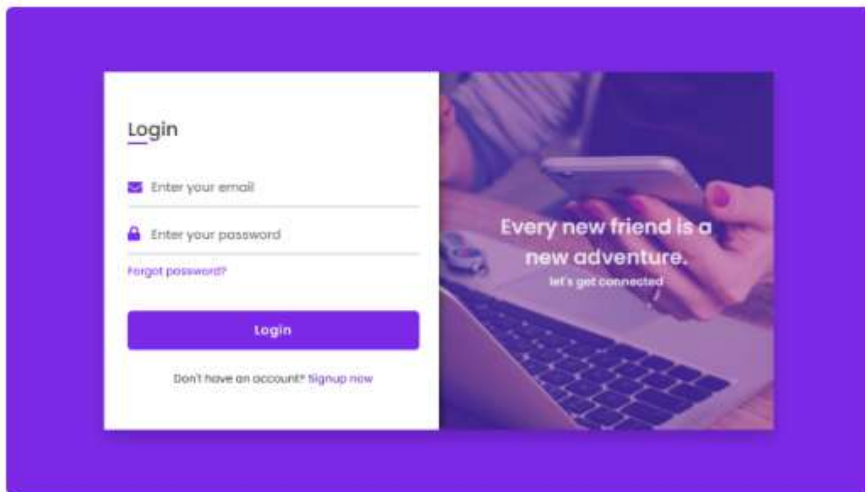 Login
Enter your email
Enter your password
Forgot password?
Login
Don't have an account? Signup now
Every new friend is a
new adventure.
let's get connected